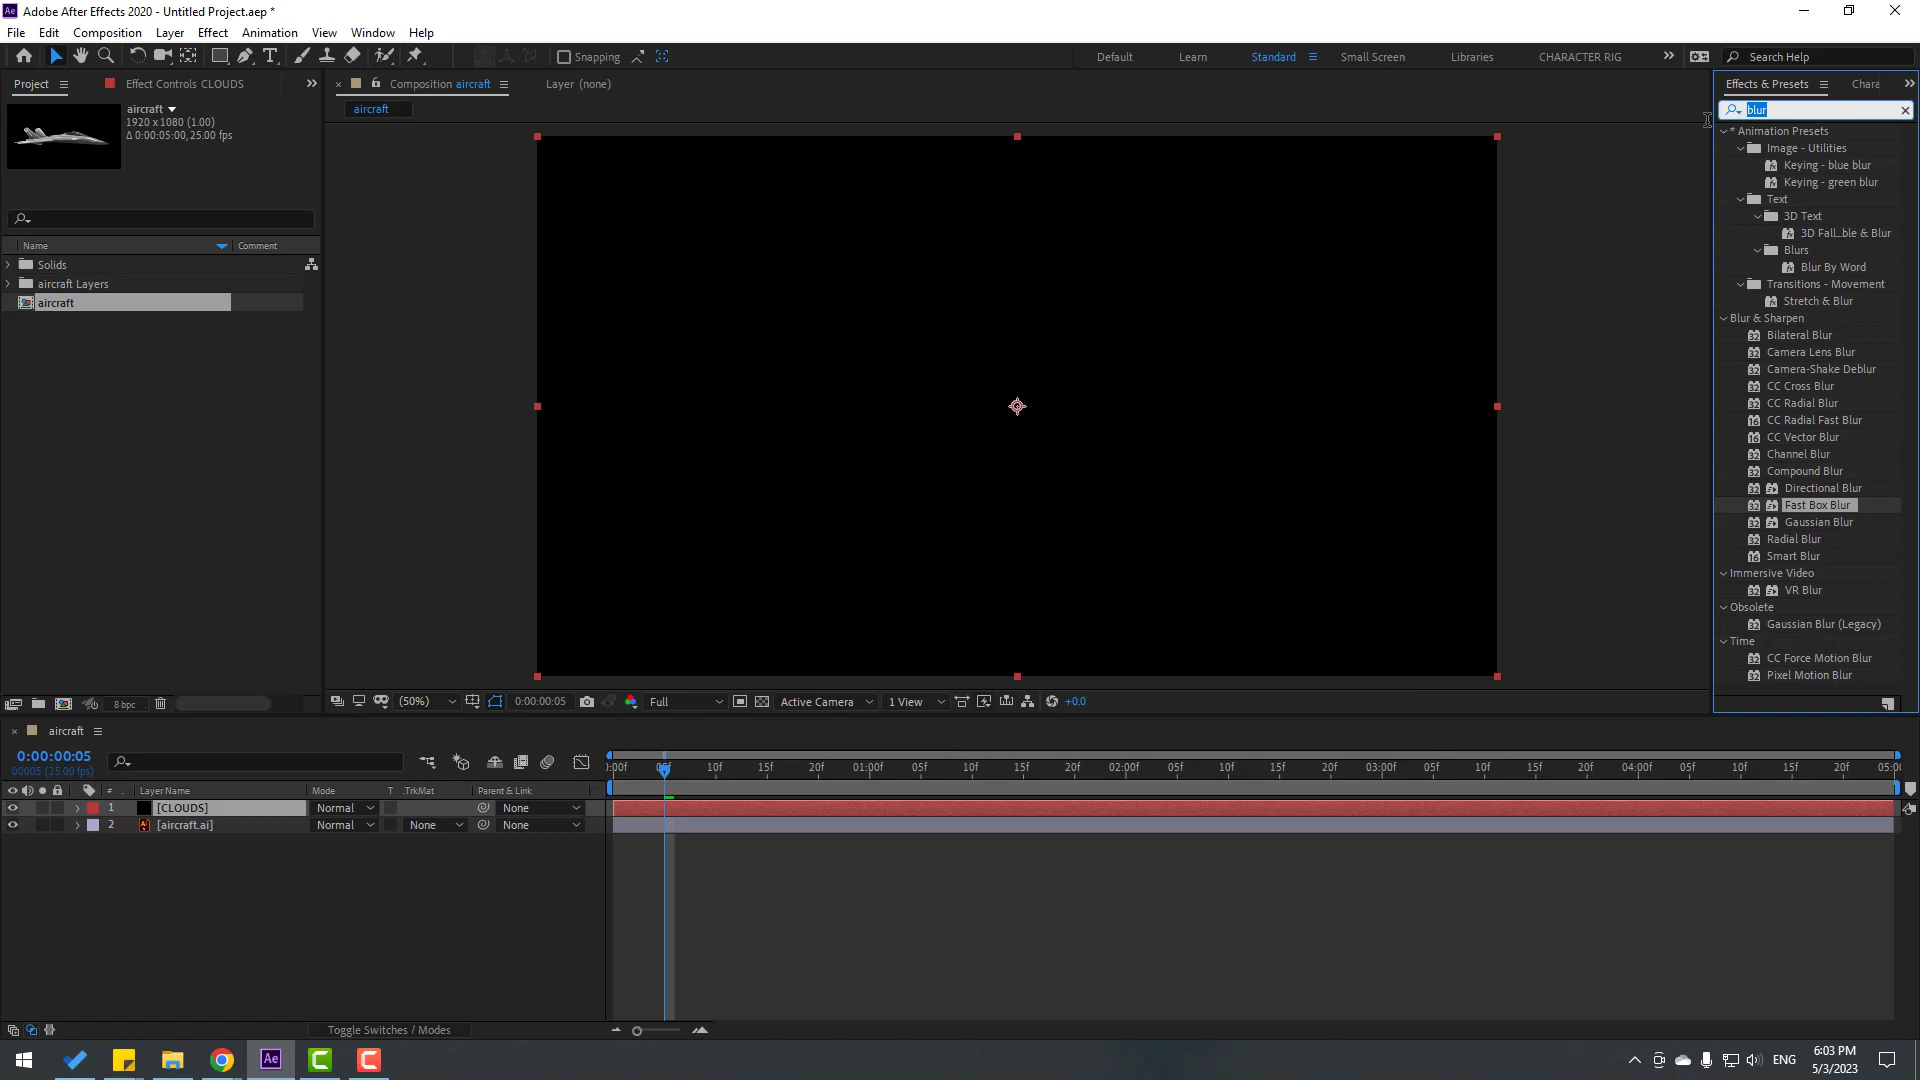 Adobe After Effects 2020 - Untitled Project.aep *
File Edit Composition Layer Effect Animation View Window Help
Snapping
Default Learn Standard Small Screen Libraries CHARACTER RIG Search Help
Project Effect Controls CLOUDS
aircraft
1920 x 1080 (1.00)
Δ 0:00:05:00, 25.00 fps
Name Comment
Solids
aircraft Layers
aircraft
8 bpc
Composition aircraft Layer (none)
aircraft
(50%) 0:00:00:05 Full Active Camera 1 View +0.0
Effects & Presets Chara
blur
* Animation Presets
Image - Utilities
Keying - blue blur
Keying - green blur
Text
3D Text
3D Fall...ble & Blur
Blurs
Blur By Word
Transitions - Movement
Stretch & Blur
Blur & Sharpen
Bilateral Blur
Camera Lens Blur
Camera-Shake Deblur
CC Cross Blur
CC Radial Blur
CC Radial Fast Blur
CC Vector Blur
Channel Blur
Compound Blur
Directional Blur
Fast Box Blur
Gaussian Blur
Radial Blur
Smart Blur
Immersive Video
VR Blur
Obsolete
Gaussian Blur (Legacy)
Time
CC Force Motion Blur
Pixel Motion Blur
aircraft
0:00:00:05
00005 (25.00 fps)
):00f 05f 10f 15f 20f 01:00f 05f 10f 15f 20f 02:00f 05f 10f 15f 20f 03:00f 05f 10f 15f 20f 04:00f 05f 10f 15f 20f 05:00
# . Layer Name Mode T .TrkMat Parent & Link
1 [CLOUDS] Normal None
2 [aircraft.ai] Normal None None
Toggle Switches / Modes
ENG 6:03 PM
5/3/2023